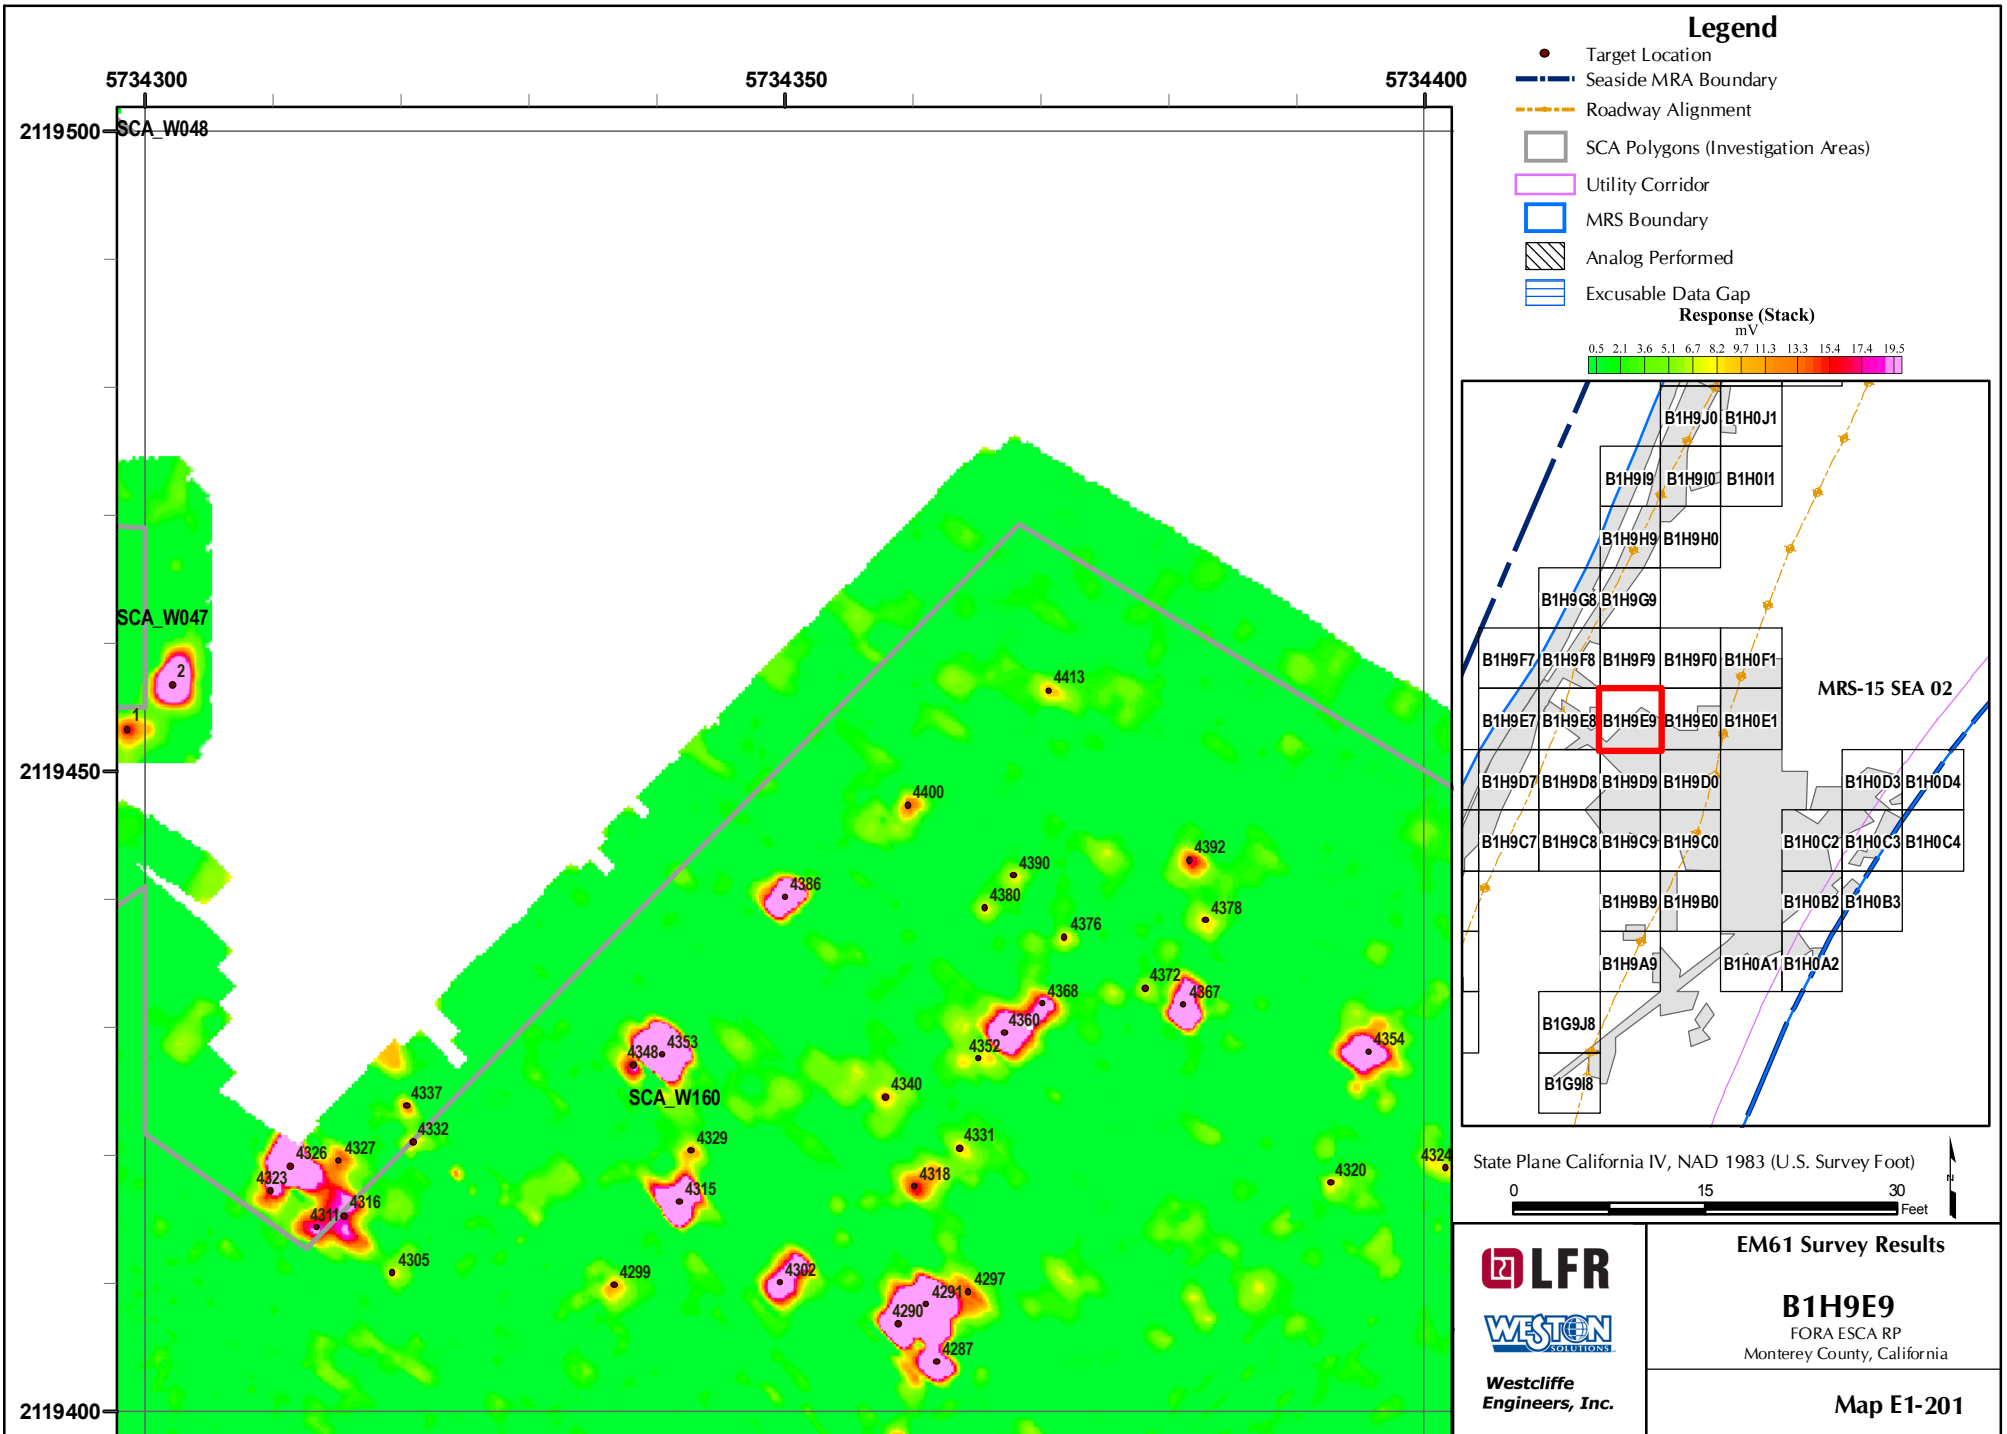 Legend
Target Location
Seaside MRA Boundary
Roadway Alignment
SCA Polygons (Investigation Areas)
Utility Corridor
MRS Boundary
Analog Performed
Excusable Data Gap
Response (Stack)
mV
0.5 2.1 3.6 5.1 6.7 8.2 9.7 11.3 13.3 15.4 17.4 19.5
5734300 5734350 5734400
2119500
2119450
2119400
SCA_W048
SCA_W047
2
1
4413
4400
4392
4390
4386
4380
4378
4376
4372
4368
4367
4360
4354
4353
4352
4348
SCA_W160
4340
4337
4332
4331
4329
4327
4326
4324
4323
4320
4318
4316
4315
4311
4305
4302
4299
4297
4291
4290
4287
B1H9J0 B1H0J1
B1H9I9 B1H9I0 B1H0I1
B1H9H9 B1H9H0
B1H9G8 B1H9G9
B1H9F7 B1H9F8 B1H9F9 B1H9F0 B1H0F1
MRS-15 SEA 02
B1H9E7 B1H9E8 B1H9E9 B1H9E0 B1H0E1
B1H9D7 B1H9D8 B1H9D9 B1H9D0 B1H0D3 B1H0D4
B1H9C7 B1H9C8 B1H9C9 B1H9C0 B1H0C2 B1H0C3 B1H0C4
B1H9B9 B1H9B0 B1H0B2 B1H0B3
B1H9A9 B1H0A1 B1H0A2
B1G9J8
B1G9I8
State Plane California IV, NAD 1983 (U.S. Survey Foot)
0 15 30
Feet
N
LFR
WESTON
SOLUTIONS
Westcliffe
Engineers, Inc.
EM61 Survey Results
B1H9E9
FORA ESCA RP
Monterey County, California
Map E1-201